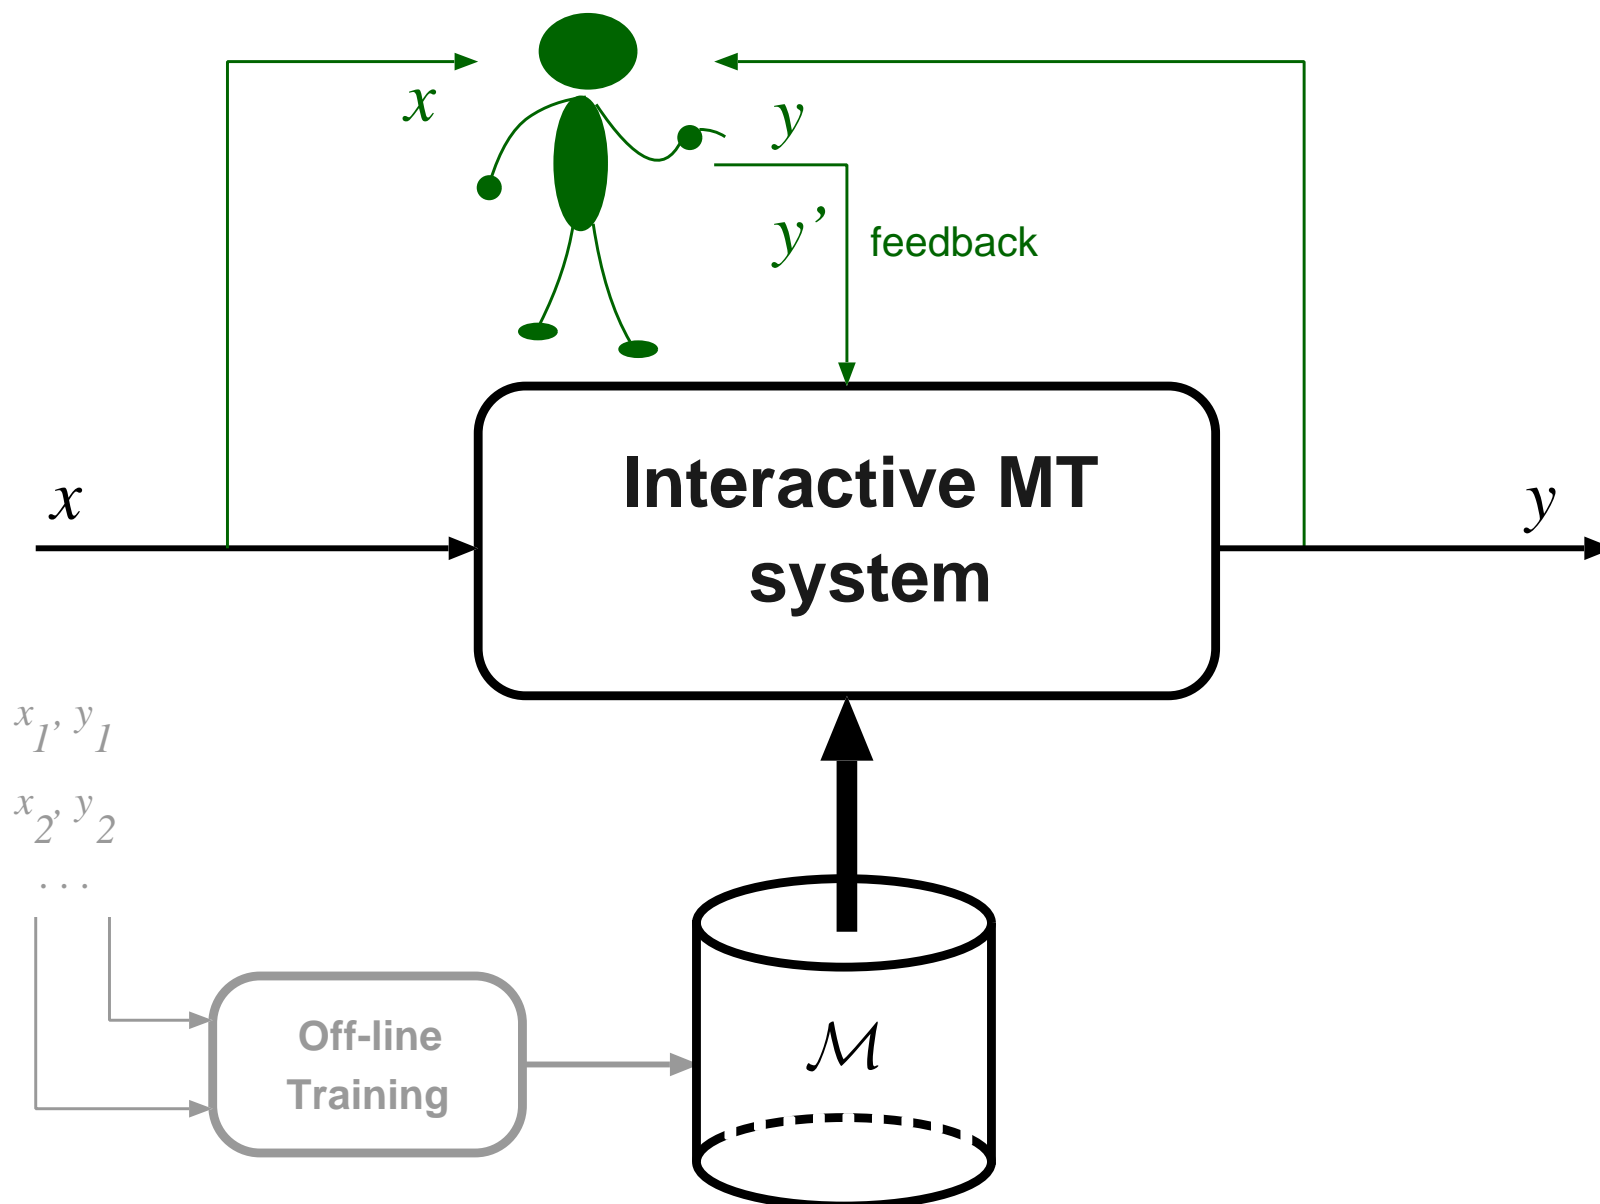 x
y
y’
feedback
Interactive MT
system
x
y
x1, y1
x2, y2
. . .
Off-line
Training
ℳ